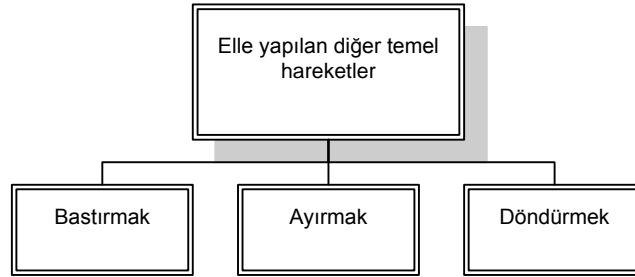 Elle yapılan diğer temel
hareketler
Bastırmak
Ayırmak
Döndürmek